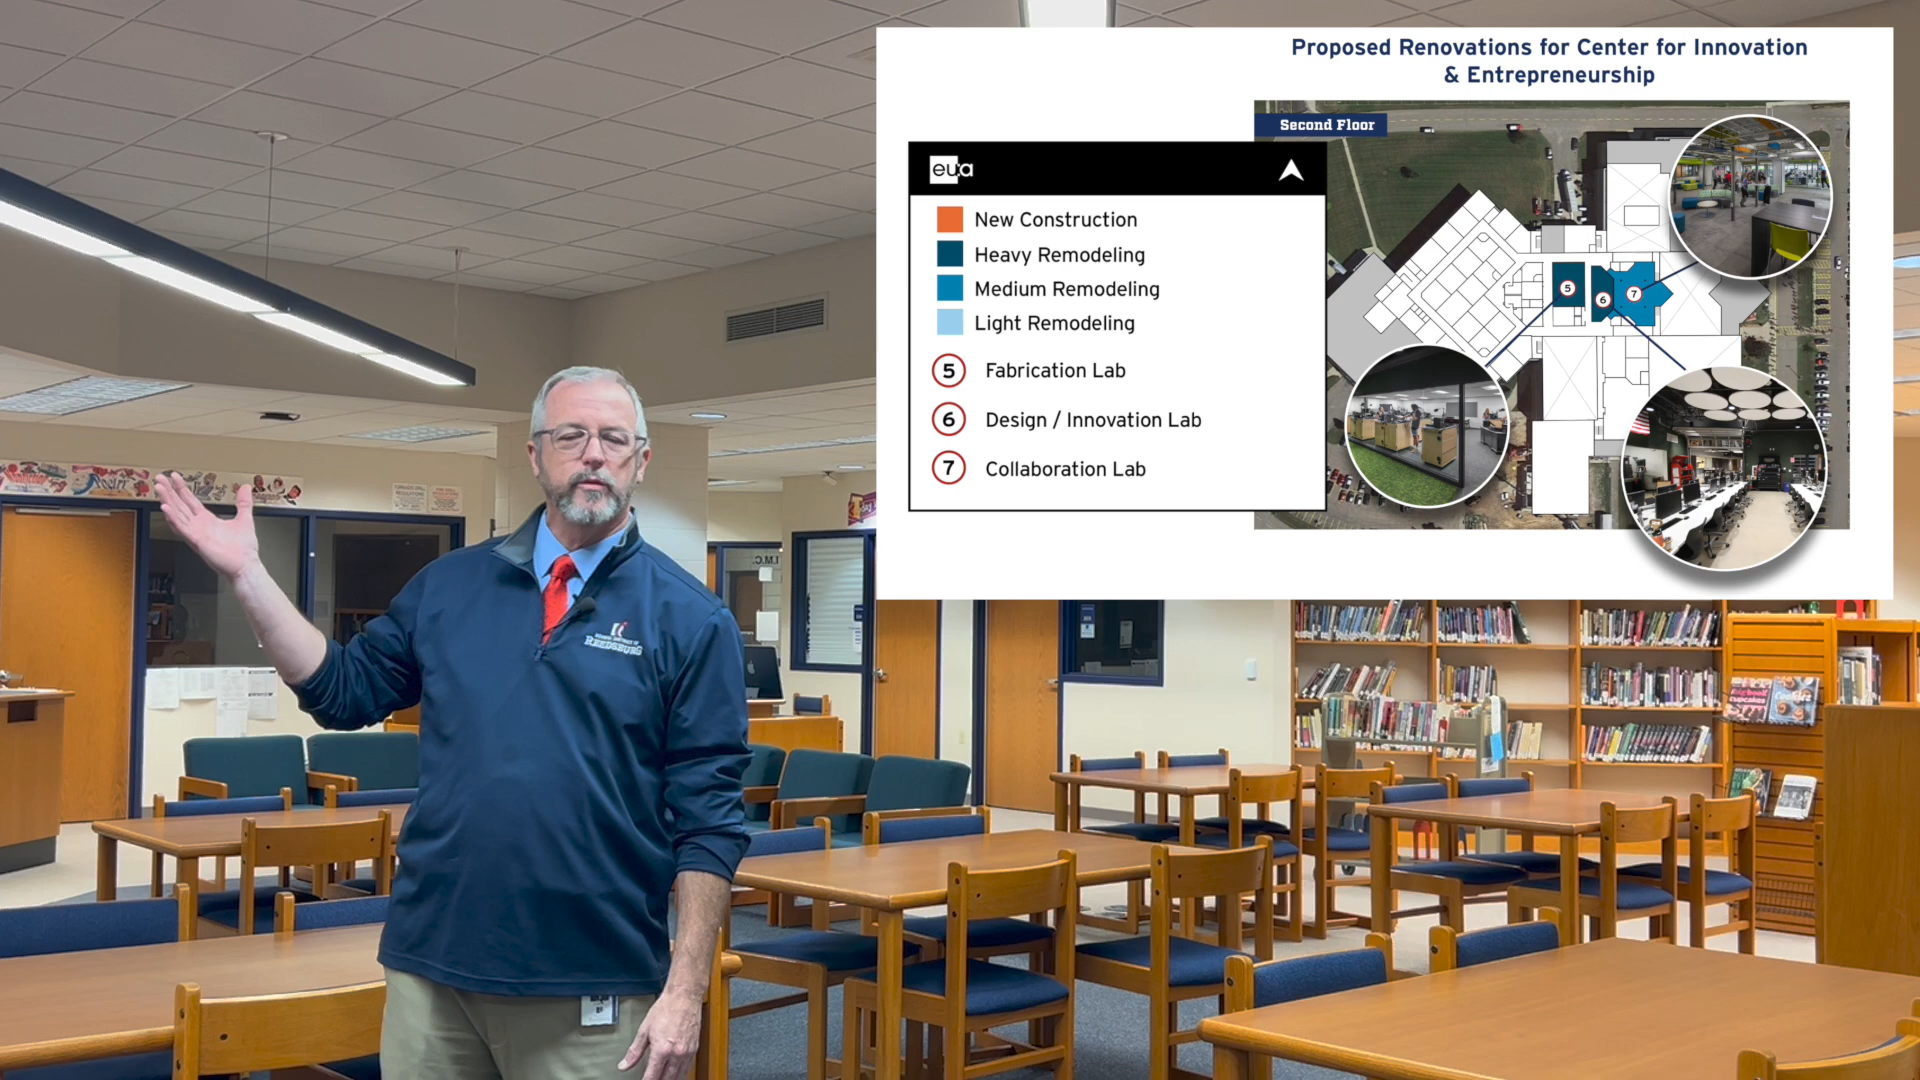 Proposed Renovations for Center for Innovation
& Entrepreneurship
Second Floor
eua
New Construction
Heavy Remodeling
Medium Remodeling
Light Remodeling
5 Fabrication Lab
6 Design / Innovation Lab
7 Collaboration Lab
5
6
7
REEDSBURG
I.M.C.